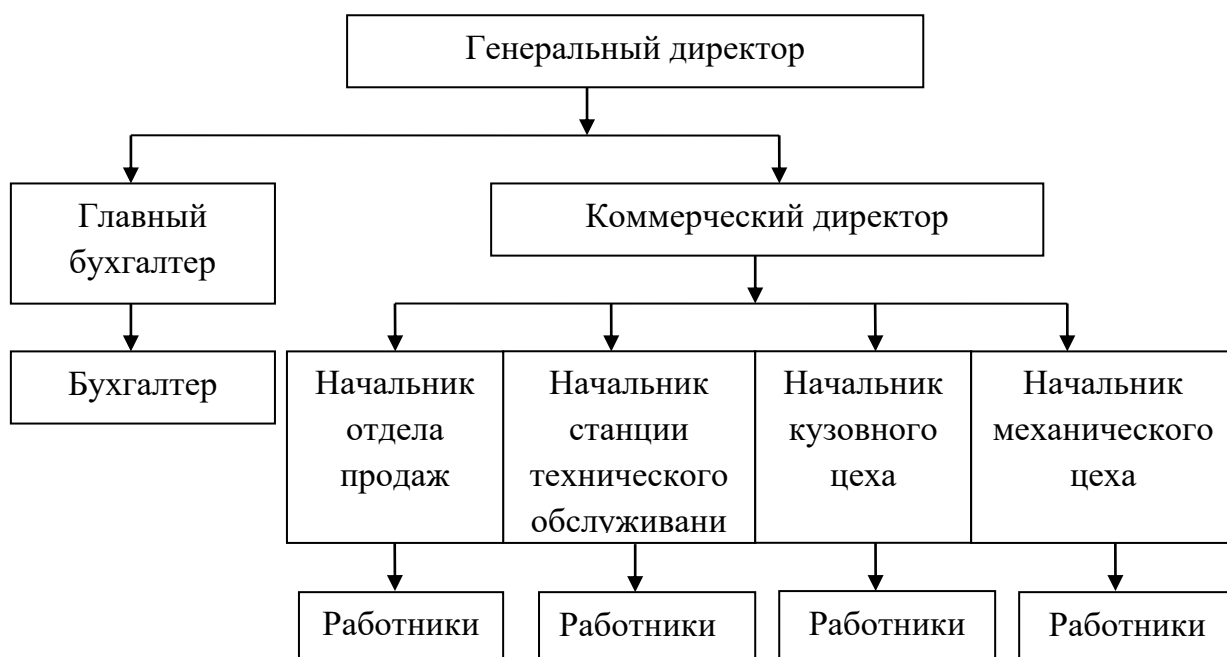 Генеральный директор
Главный
бухгалтер
Коммерческий директор
Бухгалтер
Начальник
отдела
продаж
Начальник
станции
технического
обслуживани
Начальник
кузовного
цеха
Начальник
механического
цеха
Работники
Работники
Работники
Работники